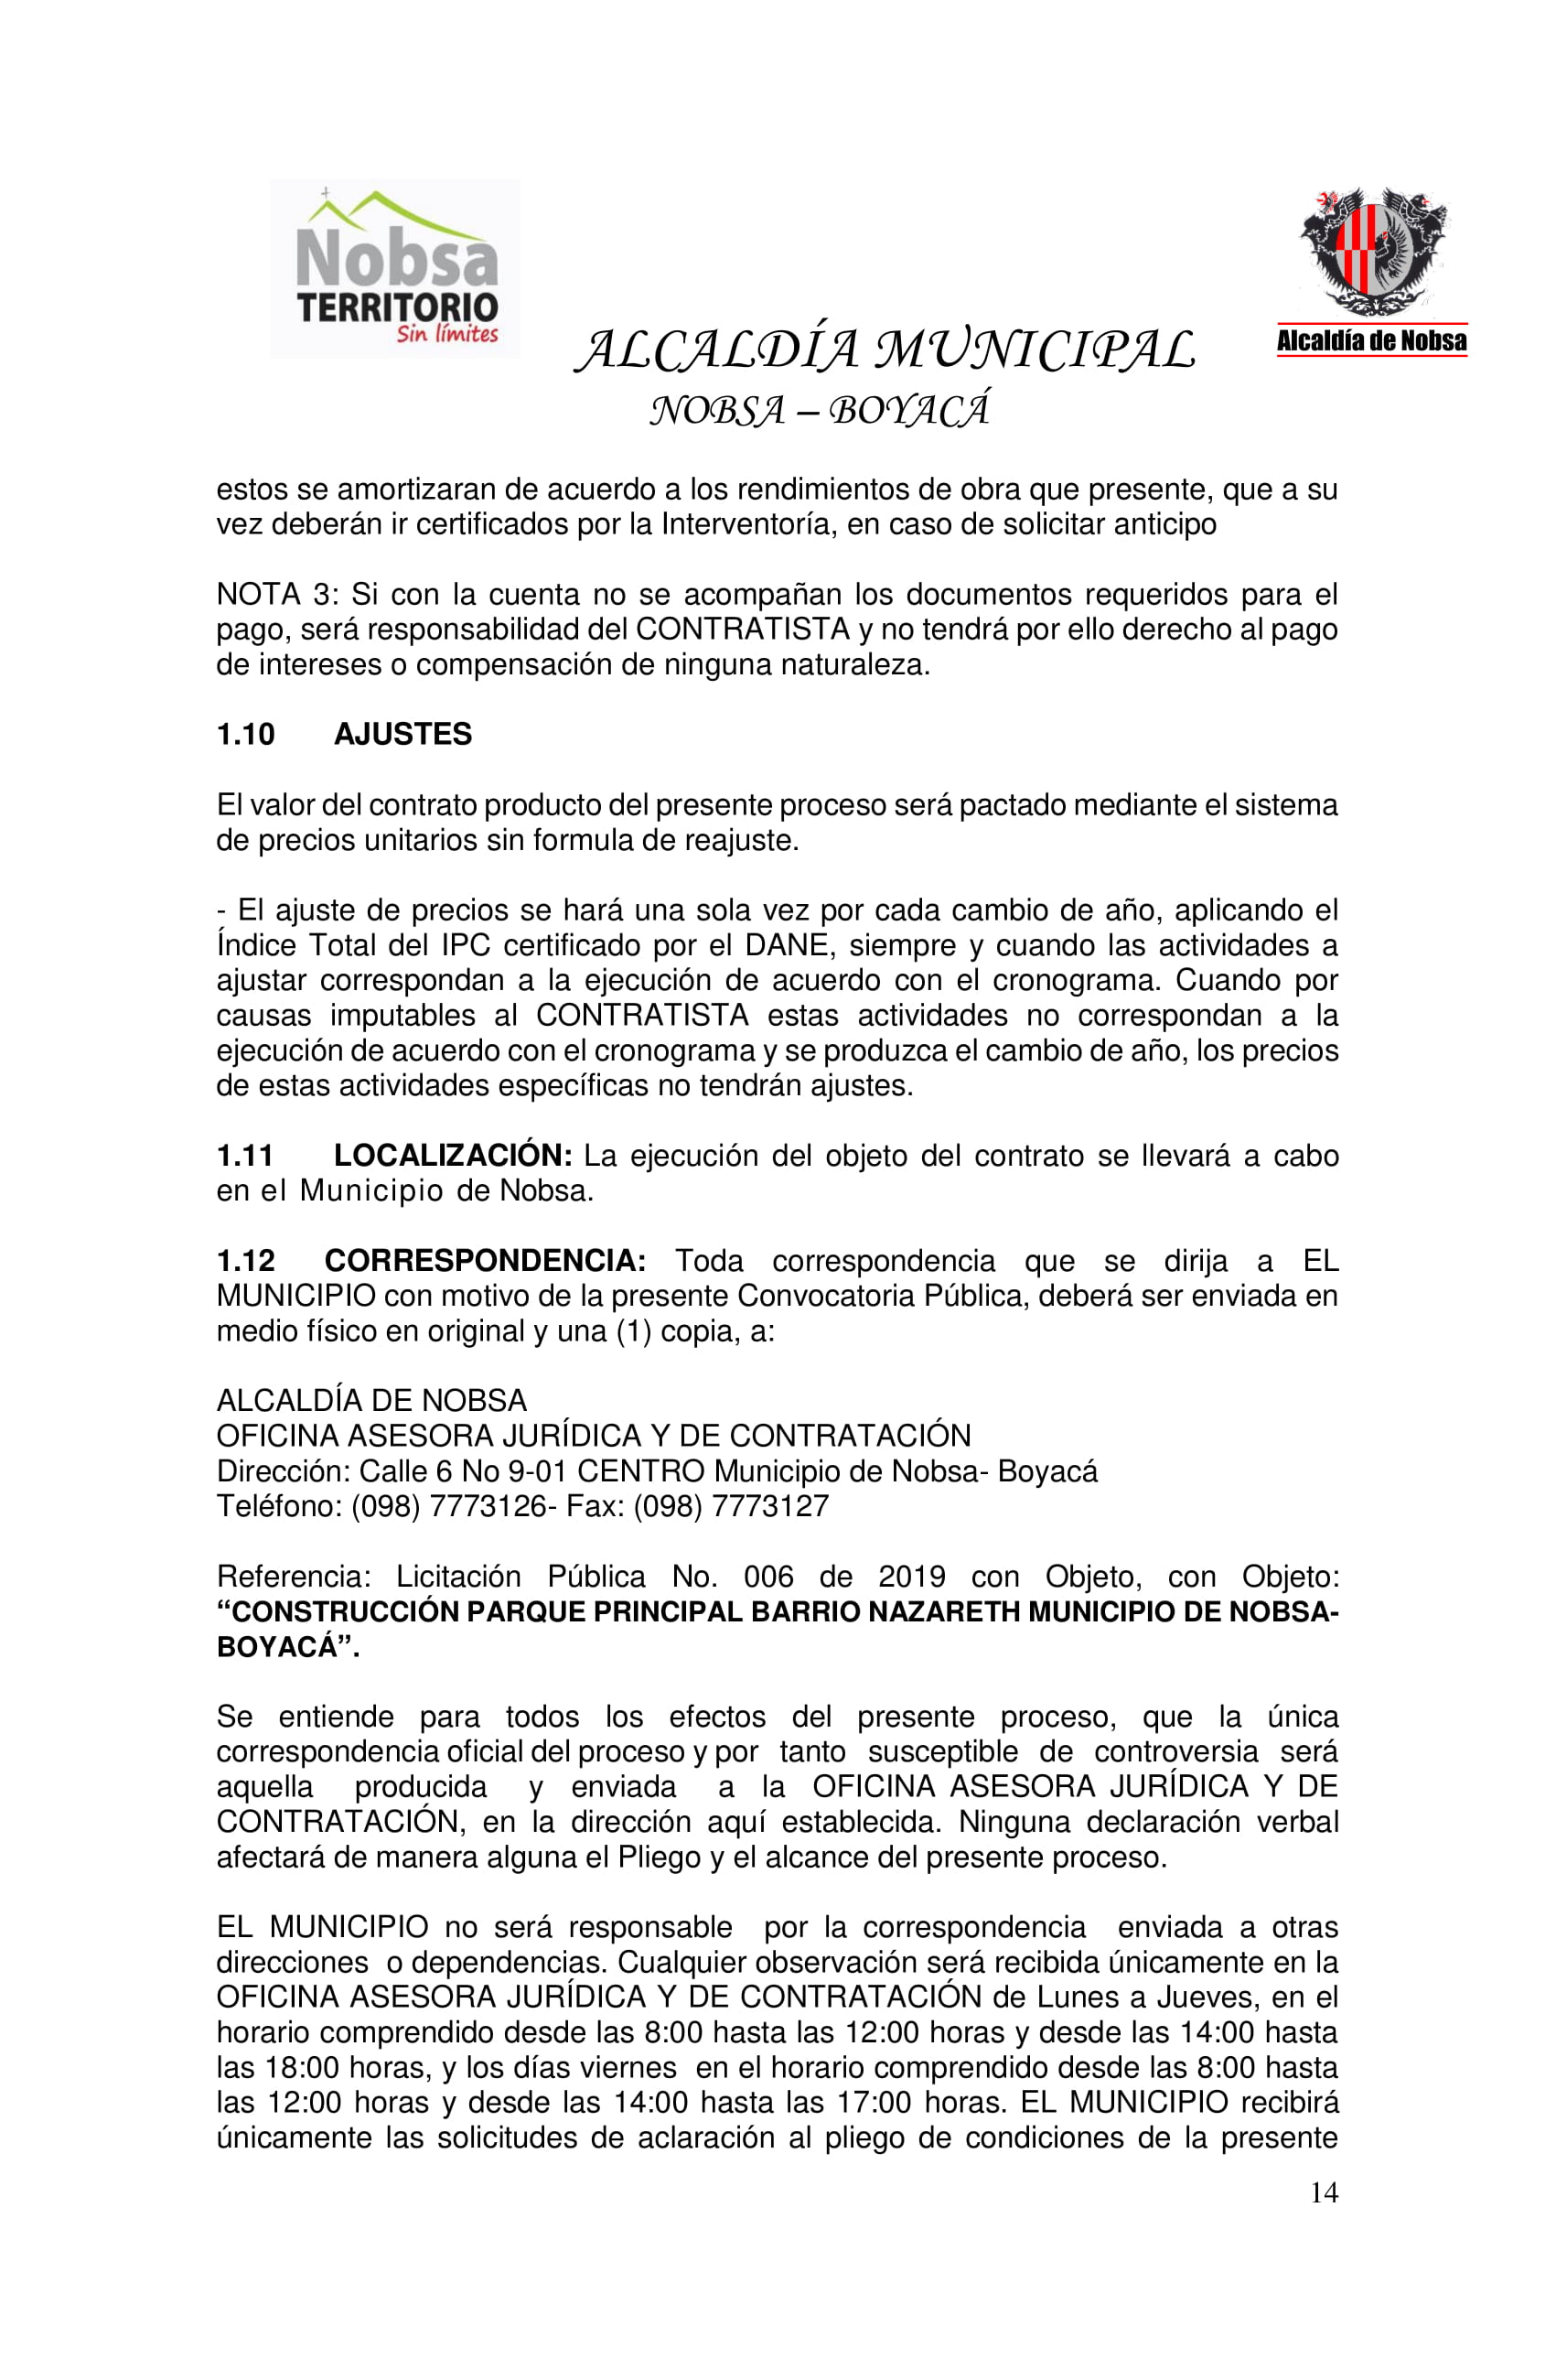 Nobsa
TERRITORIO
Sin límites
Alcaldía de Nobsa
ALCALDÍA MUNICIPAL
NOBSA – BOYACÁ
estos se amortizaran de acuerdo a los rendimientos de obra que presente, que a su
vez deberán ir certificados por la Interventoría, en caso de solicitar anticipo
NOTA 3: Si con la cuenta no se acompañan los documentos requeridos para el
pago, será responsabilidad del CONTRATISTA y no tendrá por ello derecho al pago
de intereses o compensación de ninguna naturaleza.
1.10 AJUSTES
El valor del contrato producto del presente proceso será pactado mediante el sistema
de precios unitarios sin formula de reajuste.
- El ajuste de precios se hará una sola vez por cada cambio de año, aplicando el
Índice Total del IPC certificado por el DANE, siempre y cuando las actividades a
ajustar correspondan a la ejecución de acuerdo con el cronograma. Cuando por
causas imputables al CONTRATISTA estas actividades no correspondan a la
ejecución de acuerdo con el cronograma y se produzca el cambio de año, los precios
de estas actividades específicas no tendrán ajustes.
1.11 LOCALIZACIÓN: La ejecución del objeto del contrato se llevará a cabo
en el Municipio de Nobsa.
1.12 CORRESPONDENCIA: Toda correspondencia que se dirija a EL
MUNICIPIO con motivo de la presente Convocatoria Pública, deberá ser enviada en
medio físico en original y una (1) copia, a:
ALCALDÍA DE NOBSA
OFICINA ASESORA JURÍDICA Y DE CONTRATACIÓN
Dirección: Calle 6 No 9-01 CENTRO Municipio de Nobsa- Boyacá
Teléfono: (098) 7773126- Fax: (098) 7773127
Referencia: Licitación Pública No. 006 de 2019 con Objeto, con Objeto:
“CONSTRUCCIÓN PARQUE PRINCIPAL BARRIO NAZARETH MUNICIPIO DE NOBSA-
BOYACÁ”.
Se entiende para todos los efectos del presente proceso, que la única
correspondencia oficial del proceso y por tanto susceptible de controversia será
aquella producida y enviada a la OFICINA ASESORA JURÍDICA Y DE
CONTRATACIÓN, en la dirección aquí establecida. Ninguna declaración verbal
afectará de manera alguna el Pliego y el alcance del presente proceso.
EL MUNICIPIO no será responsable por la correspondencia enviada a otras
direcciones o dependencias. Cualquier observación será recibida únicamente en la
OFICINA ASESORA JURÍDICA Y DE CONTRATACIÓN de Lunes a Jueves, en el
horario comprendido desde las 8:00 hasta las 12:00 horas y desde las 14:00 hasta
las 18:00 horas, y los días viernes en el horario comprendido desde las 8:00 hasta
las 12:00 horas y desde las 14:00 hasta las 17:00 horas. EL MUNICIPIO recibirá
únicamente las solicitudes de aclaración al pliego de condiciones de la presente
14